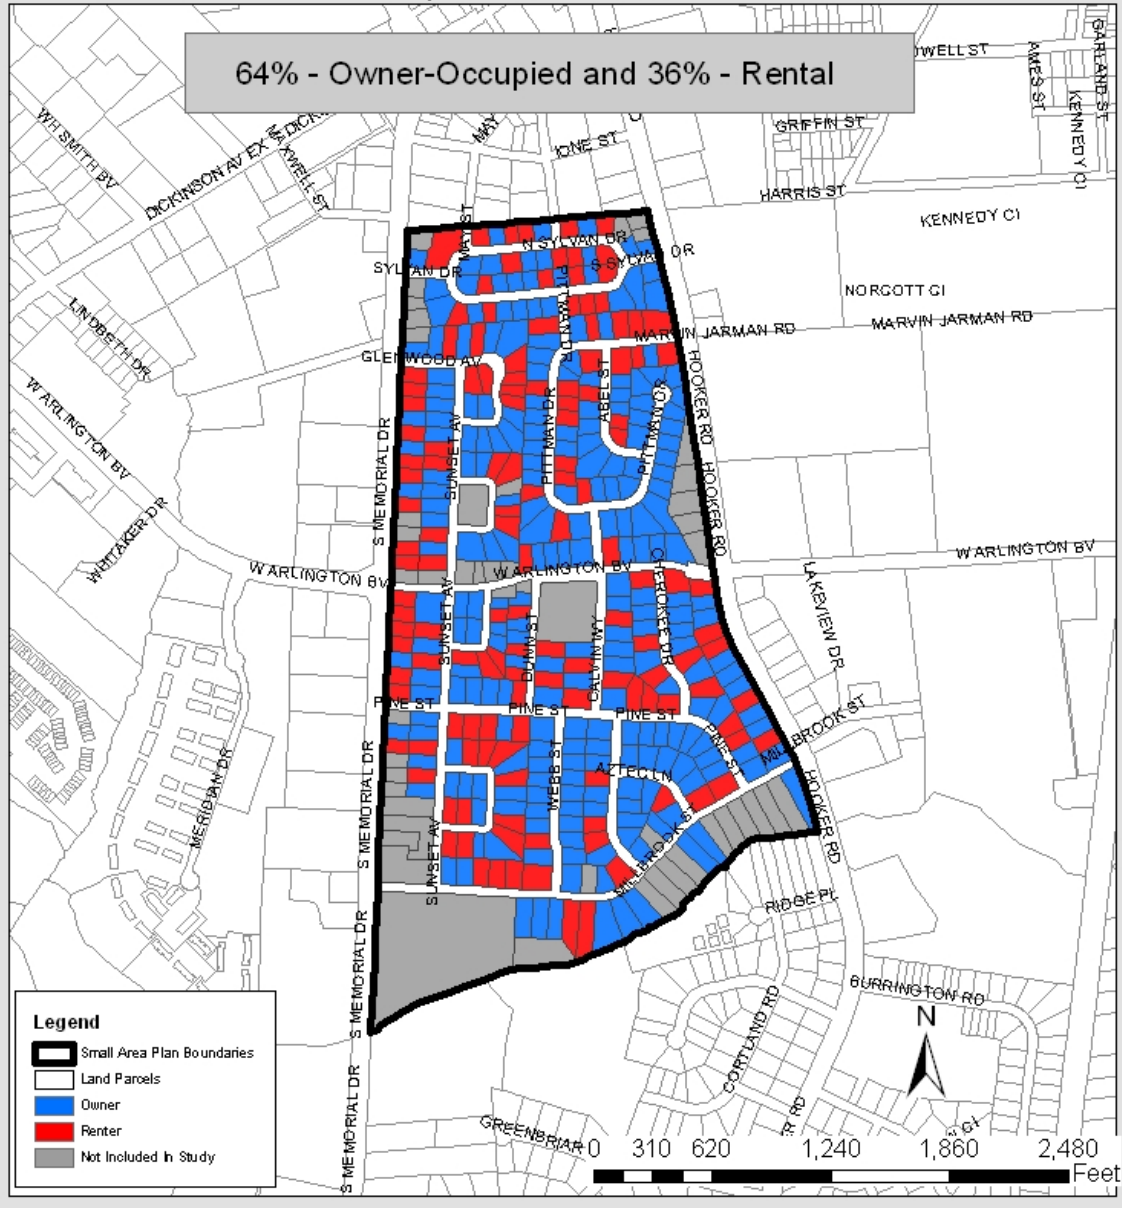 64% - Owner-Occupied and 36% - Rental
AMES ST
GARLAND ST
KENNEDY CI
GRIFFIN ST
MAY
IONE ST
WH SMITH BV
DICKINSON AV EX
MAXWELL ST
HARRIS ST
KENNEDY CI
MAY ST
N SYLVAN DR
S SYLVAN DR
SYLVAN DR
NORCOTT CI
PITTMAN DR
MARVIN JARMAN RD
MARVIN JARMAN RD
LINDBETH DR
GLENWOOD AV
HOOKER RD
W ARLINGTON BV
ABEL ST
PITTMAN DR
PITTMAN DR
SUNSET AV
S MEMORIAL DR
HOOKER RD
WHITAKER DR
W ARLINGTON BV
W ARLINGTON BV
W ARLINGTON BV
CHEROKEE DR
LAKEVIEW DR
SUNSET AV
DUNN ST
CALVIN WY
PINE ST
PINE ST
PINE ST
PINE ST
MILLBROOK ST
MERIDIAN DR
S MEMORIAL DR
WEBB ST
AZTEC LN
HOOKER RD
SUNSET AV
MILLBROOK ST
RIDGE PL
S MEMORIAL DR
BURRINGTON RD
CORTLAND RD
N
Legend
Small Area Plan Boundaries
Land Parcels
Owner
Renter
Not Included In Study
S MEMORIAL DR
GREENBRIAR
0 310 620 1,240 1,860 2,480
Feet